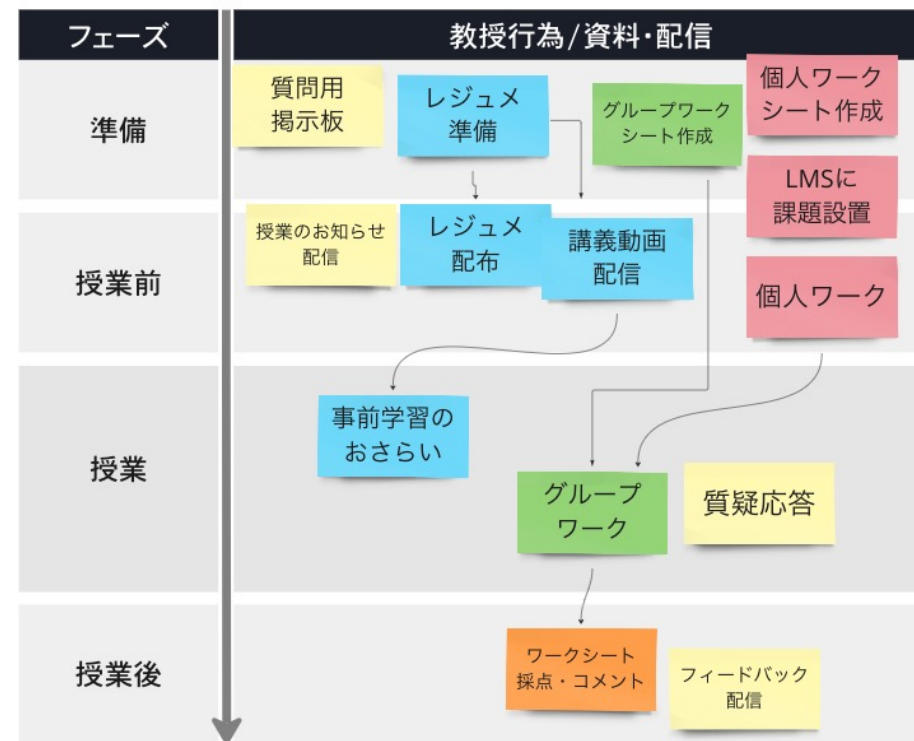 フェーズ
教授行為/資料・配信
準備
質問用
掲示板
レジュメ
準備
グループワーク
シート作成
個人ワーク
シート作成
LMSに
課題設置
授業前
授業のお知らせ
配信
レジュメ
配布
講義動画
配信
個人ワーク
授業
事前学習の
おさらい
グループ
ワーク
質疑応答
授業後
ワークシート
採点・コメント
フィードバック
配信